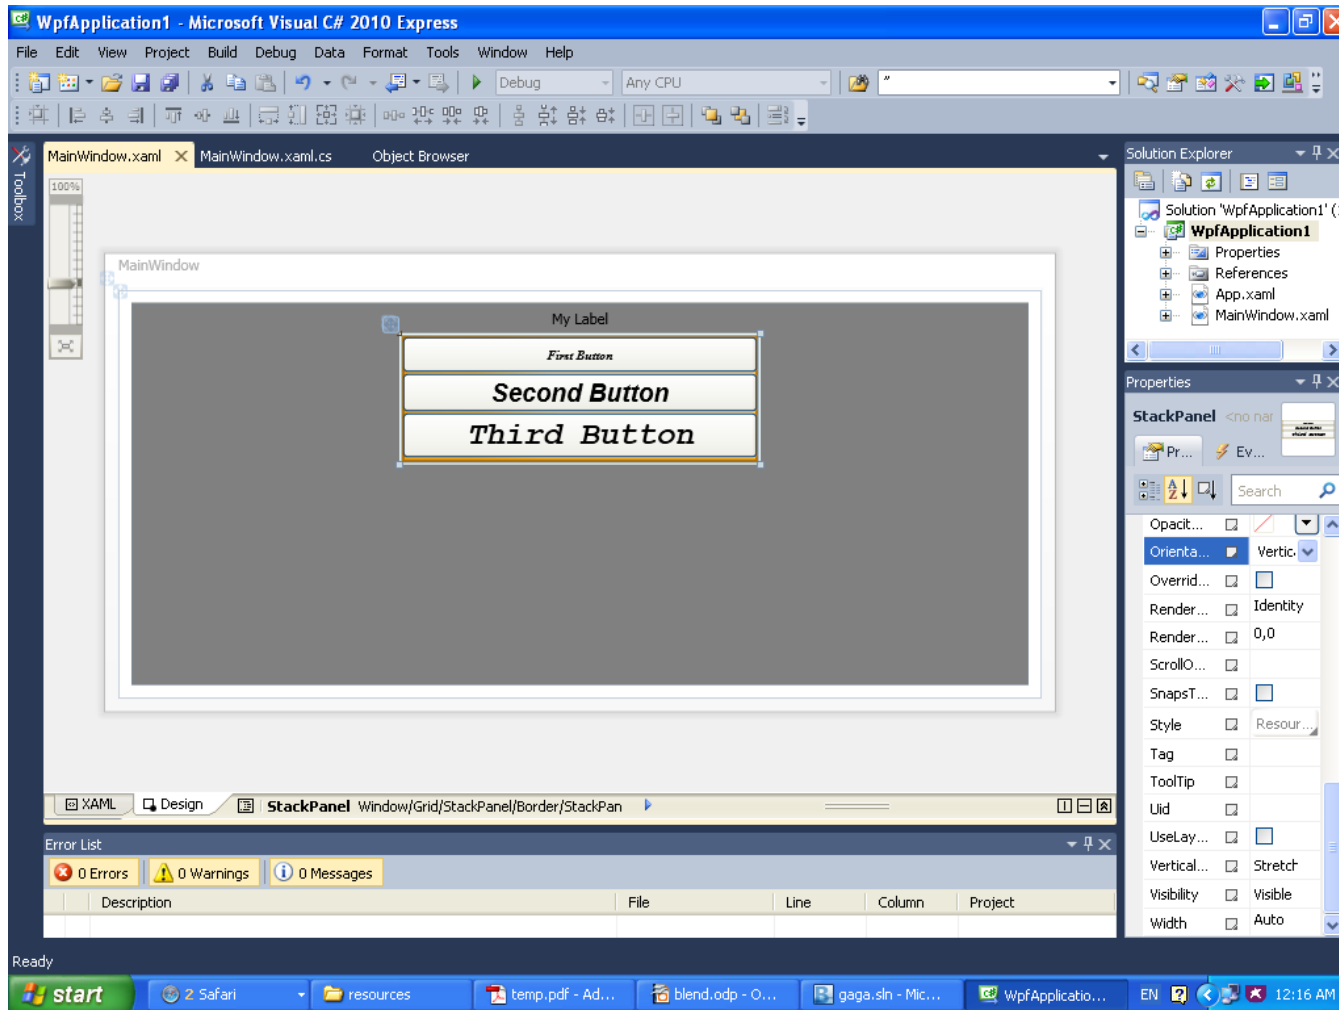 WpfApplication1 - Microsoft Visual C# 2010 Express
File Edit View Project Build Debug Data Format Tools Window Help
Debug Any CPU "
MainWindow.xaml MainWindow.xaml.cs Object Browser
Toolbox
100%
MainWindow
My Label
First Button
Second Button
Third Button
XAML Design StackPanel Window/Grid/StackPanel/Border/StackPan
Error List
0 Errors 0 Warnings 0 Messages
Description File Line Column Project
Solution Explorer
Solution 'WpfApplication1' (
WpfApplication1
Properties
References
App.xaml
MainWindow.xaml
Properties
StackPanel <no nar
Pr... Ev...
Search
Opacit...
Orienta... Vertic
Overrid...
Render... Identity
Render... 0,0
ScrollO...
SnapsT...
Style Resour...
Tag
ToolTip
Uid
UseLay...
Vertical... Stretch
Visibility Visible
Width Auto
Ready
start 2 Safari resources temp.pdf - Ad... blend.odp - O... gaga.sln - Mic... WpfApplicatio... EN 12:16 AM